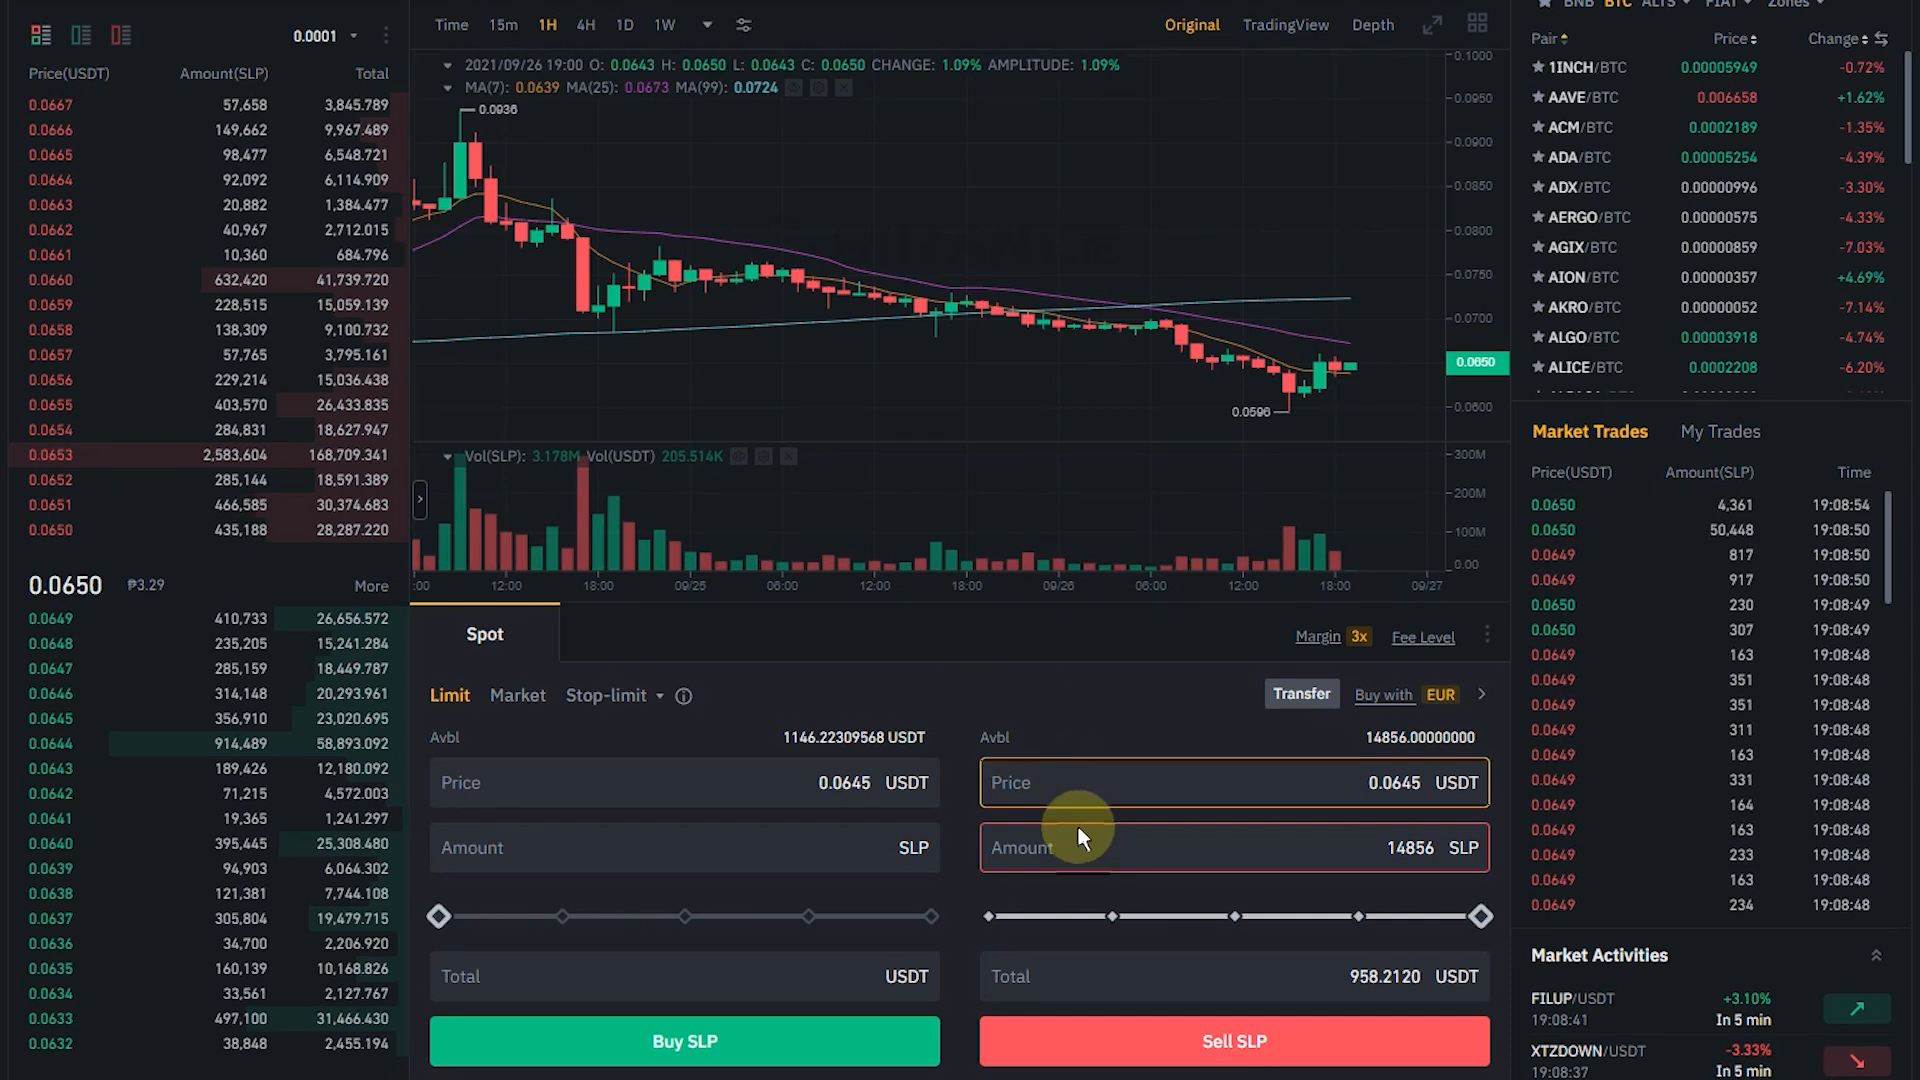 0.0001
Price(USDT) Amount(SLP) Total
0.0667 57,658 3,845.789
0.0666 149,662 9,967.489
0.0665 98,477 6,548.721
0.0664 92,092 6,114.909
0.0663 20,882 1,384.477
0.0662 40,967 2,712.015
0.0661 10,360 684.796
0.0660 632,420 41,739.720
0.0659 228,515 15,059.139
0.0658 138,309 9,100.732
0.0657 57,765 3,795.161
0.0656 229,214 15,036.438
0.0655 403,570 26,433.835
0.0654 284,831 18,627.947
0.0653 2,583,604 168,709.341
0.0652 285,144 18,591.389
0.0651 466,585 30,374.683
0.0650 435,188 28,287.220
0.0650 ₱3.29 More
0.0649 410,733 26,656.572
0.0648 235,205 15,241.284
0.0647 285,159 18,449.787
0.0646 314,148 20,293.961
0.0645 356,910 23,020.695
0.0644 914,489 58,893.092
0.0643 189,426 12,180.092
0.0642 71,215 4,572.003
0.0641 19,365 1,241.297
0.0640 395,445 25,308.480
0.0639 94,903 6,064.302
0.0638 121,381 7,744.108
0.0637 305,804 19,479.715
0.0636 34,700 2,206.920
0.0635 160,139 10,168.826
0.0634 33,561 2,127.767
0.0633 497,100 31,466.430
0.0632 38,848 2,455.194
Time 15m 1H 4H 1D 1W Original TradingView Depth
2021/09/26 19:00 O: 0.0643 H: 0.0650 L: 0.0643 C: 0.0650 CHANGE: 1.09% AMPLITUDE: 1.09%
MA(7): 0.0639 MA(25): 0.0673 MA(99): 0.0724
0.0936
0.1000
0.0950
0.0900
0.0850
0.0800
0.0750
0.0700
0.0650
0.0600
0.0596
Vol(SLP): 3.178M Vol(USDT) 205.514K
300M
200M
100M
0.00
:00 12:00 18:00 09/25 06:00 12:00 18:00 09/26 06:00 12:00 18:00 09/27
Spot Margin 3x Fee Level
Limit Market Stop-limit Transfer Buy with EUR
Avbl 1146.22309568 USDT
Price 0.0645 USDT
Amount SLP
Total USDT
Buy SLP
Avbl 14856.00000000
Price 0.0645 USDT
Amount 14856 SLP
Total 958.2120 USDT
Sell SLP
BNB BTC ALTS FIAT Zones
Pair Price Change
1INCH/BTC 0.00005949 -0.72%
AAVE/BTC 0.006658 +1.62%
ACM/BTC 0.0002189 -1.35%
ADA/BTC 0.00005254 -4.39%
ADX/BTC 0.00000996 -3.30%
AERGO/BTC 0.00000575 -4.33%
AGIX/BTC 0.00000859 -7.03%
AION/BTC 0.00000357 +4.69%
AKRO/BTC 0.00000052 -7.14%
ALGO/BTC 0.00003918 -4.74%
ALICE/BTC 0.0002208 -6.20%
Market Trades My Trades
Price(USDT) Amount(SLP) Time
0.0650 4,361 19:08:54
0.0650 50,448 19:08:50
0.0649 817 19:08:50
0.0649 917 19:08:50
0.0650 230 19:08:49
0.0650 307 19:08:49
0.0649 163 19:08:48
0.0649 351 19:08:48
0.0649 351 19:08:48
0.0649 311 19:08:48
0.0649 163 19:08:48
0.0649 331 19:08:48
0.0649 164 19:08:48
0.0649 163 19:08:48
0.0649 233 19:08:48
0.0649 163 19:08:48
0.0649 234 19:08:48
Market Activities
FILUP/USDT +3.10%
19:08:41 In 5 min
XTZDOWN/USDT -3.33%
19:08:37 In 5 min